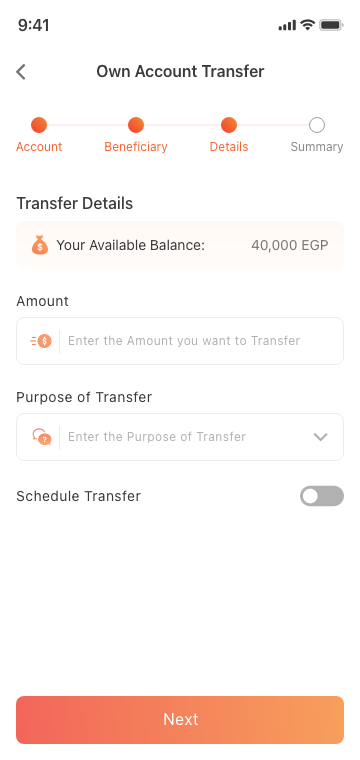 9:41
Own Account Transfer
Account Beneficiary Details Summary
Transfer Details
Your Available Balance: 40,000 EGP
Amount
Enter the Amount you want to Transfer
Purpose of Transfer
Enter the Purpose of Transfer
Schedule Transfer
Next